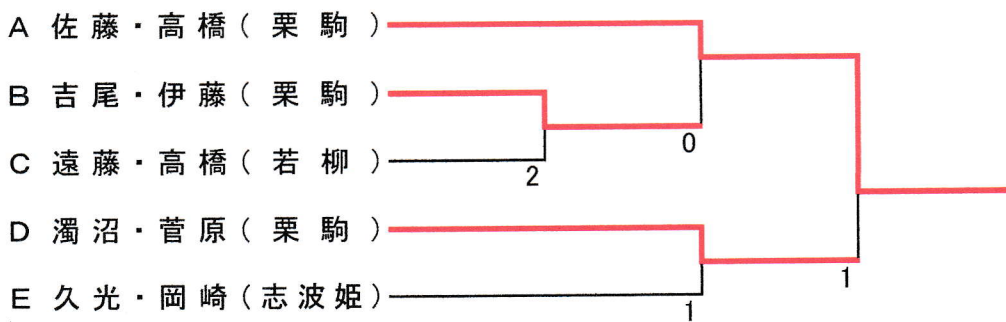 A 佐藤・高橋（栗駒）
B 吉尾・伊藤（栗駒）
0
C 遠藤・高橋（若柳）
2
D 濁沼・菅原（栗駒）
1
E 久光・岡崎（志波姫）
1